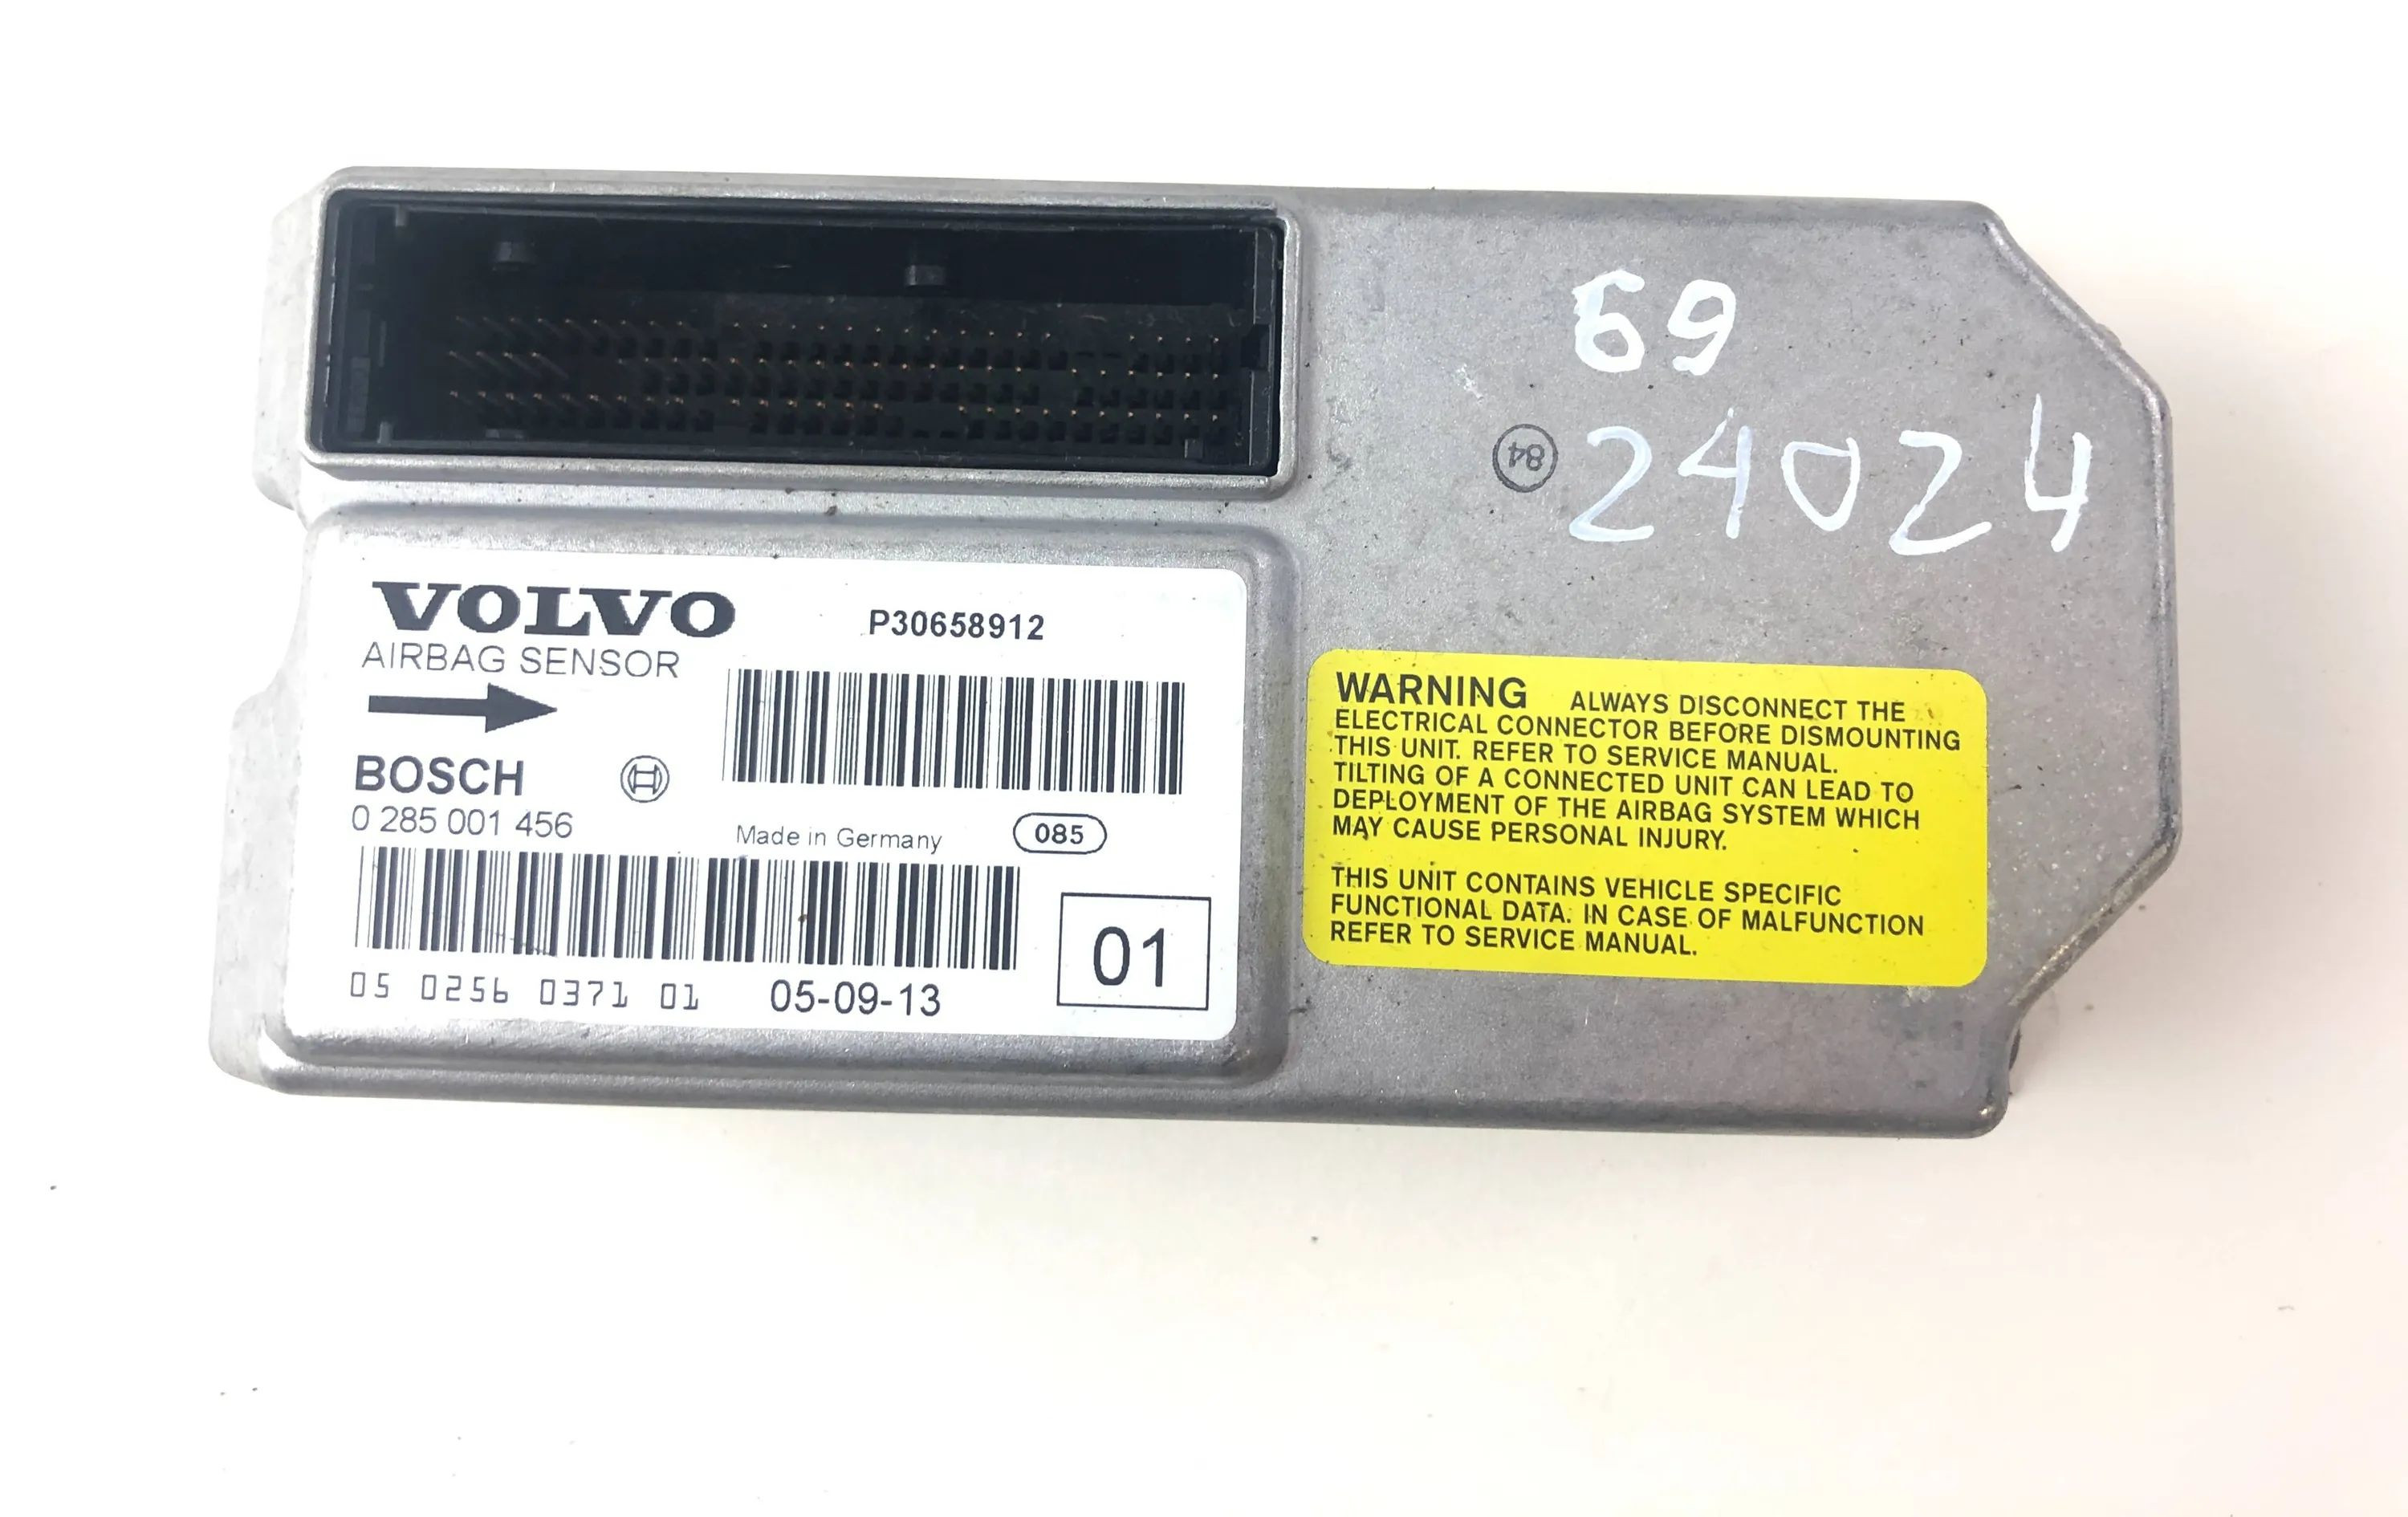 69
84
24024
VOLVO
P30658912
AIRBAG SENSOR
BOSCH
0 285 001 456
Made in Germany
085
05 0256 0371 01
05-09-13
01
WARNING ALWAYS DISCONNECT THE
ELECTRICAL CONNECTOR BEFORE DISMOUNTING
THIS UNIT. REFER TO SERVICE MANUAL.
TILTING OF A CONNECTED UNIT CAN LEAD TO
DEPLOYMENT OF THE AIRBAG SYSTEM WHICH
MAY CAUSE PERSONAL INJURY.
THIS UNIT CONTAINS VEHICLE SPECIFIC
FUNCTIONAL DATA. IN CASE OF MALFUNCTION
REFER TO SERVICE MANUAL.